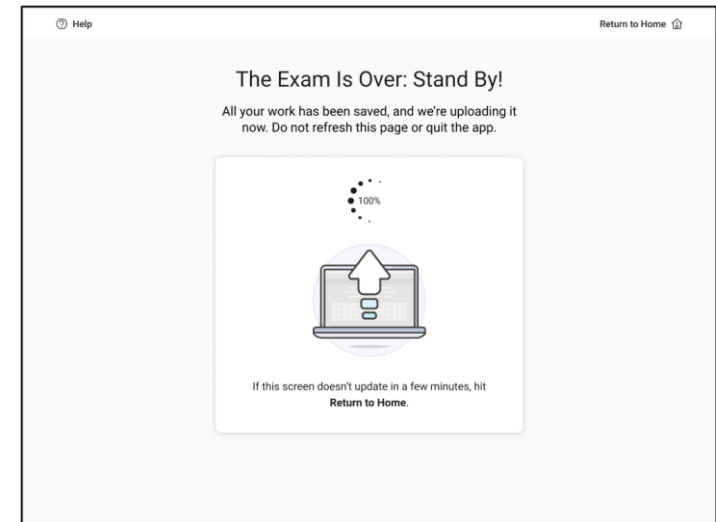 Help
Return to Home
The Exam Is Over: Stand By!
All your work has been saved, and we're uploading it
now. Do not refresh this page or quit the app.
100%
If this screen doesn't update in a few minutes, hit
Return to Home.